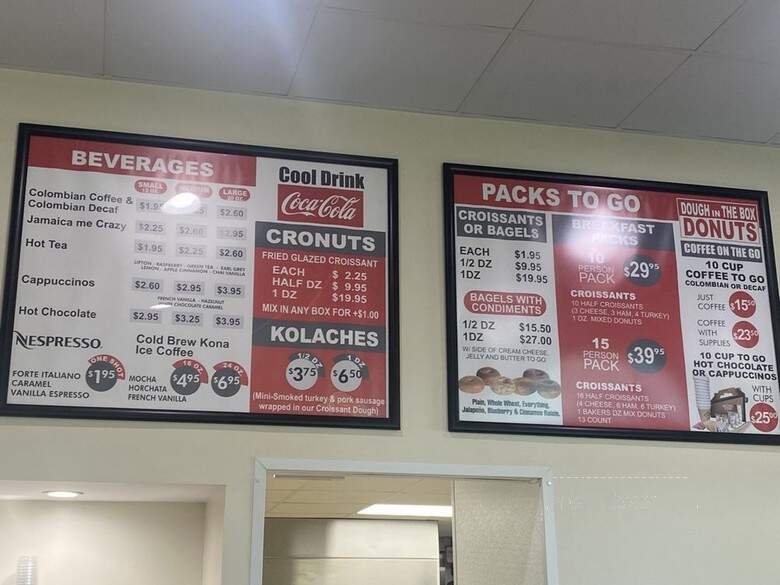 BEVERAGES
SMALL
12 OZ
LARGE
20 OZ
Colombian Coffee &
Colombian Decaf
$2.60
Jamaica me Crazy $2.25 $2.60 $2.95
Hot Tea $1.95 $2.25 $2.60
LIPTON - RASPBERRY - GREEN TEA - EARL GREY
LEMON - APPLE CINNAMON - CHAI VANILLA
Cappuccinos $2.60 $2.95 $3.95
FRENCH VANILLA - HAZELNUT
CHOCOLATE CARAMEL
Hot Chocolate $2.95 $3.25 $3.95
NESPRESSO
FORTE ITALIANO
CARAMEL
VANILLA ESPRESSO
ONE SHOT
$1.95
Cold Brew Kona
Ice Coffee
MOCHA
HORCHATA
FRENCH VANILLA
16 OZ
$4.95
24 OZ
$6.95
Cool Drink
Coca-Cola
CRONUTS
FRIED GLAZED CROISSANT
EACH $ 2.25
HALF DZ $ 9.95
1 DZ $19.95
MIX IN ANY BOX FOR +$1.00
KOLACHES
1/2 DZ
$3.75
1 DZ
$6.50
(Mini-Smoked turkey & pork sausage
wrapped in our Croissant Dough)
PACKS TO GO
CROISSANTS
OR BAGELS
EACH $1.95
1/2 DZ $9.95
1DZ $19.95
BAGELS WITH
CONDIMENTS
1/2 DZ $15.50
1DZ $27.00
W/ SIDE OF CREAM CHEESE,
JELLY AND BUTTER TO GO
Plain, Whole Wheat, Everything,
Jalapeno, Blueberry & Cinnamon Raisin.
BREAKFAST
PACKS
10
PERSON
PACK
$29.95
CROISSANTS
10 HALF CROISSANTS
(3 CHEESE, 3 HAM, 4 TURKEY)
1 DZ. MIXED DONUTS
15
PERSON
PACK
$39.95
CROISSANTS
16 HALF CROISSANTS
(4 CHEESE, 6 HAM, 6 TURKEY)
1 BAKERS DZ MIX DONUTS
13 COUNT
DOUGH IN THE BOX
DONUTS
COFFEE ON THE GO
10 CUP
COFFEE TO GO
COLOMBIAN OR DECAF
JUST
COFFEE
$15.50
COFFEE
WITH
SUPPLIES
$23.50
10 CUP TO GO
HOT CHOCOLATE
OR CAPPUCCINOS
WITH
CUPS
$25.00